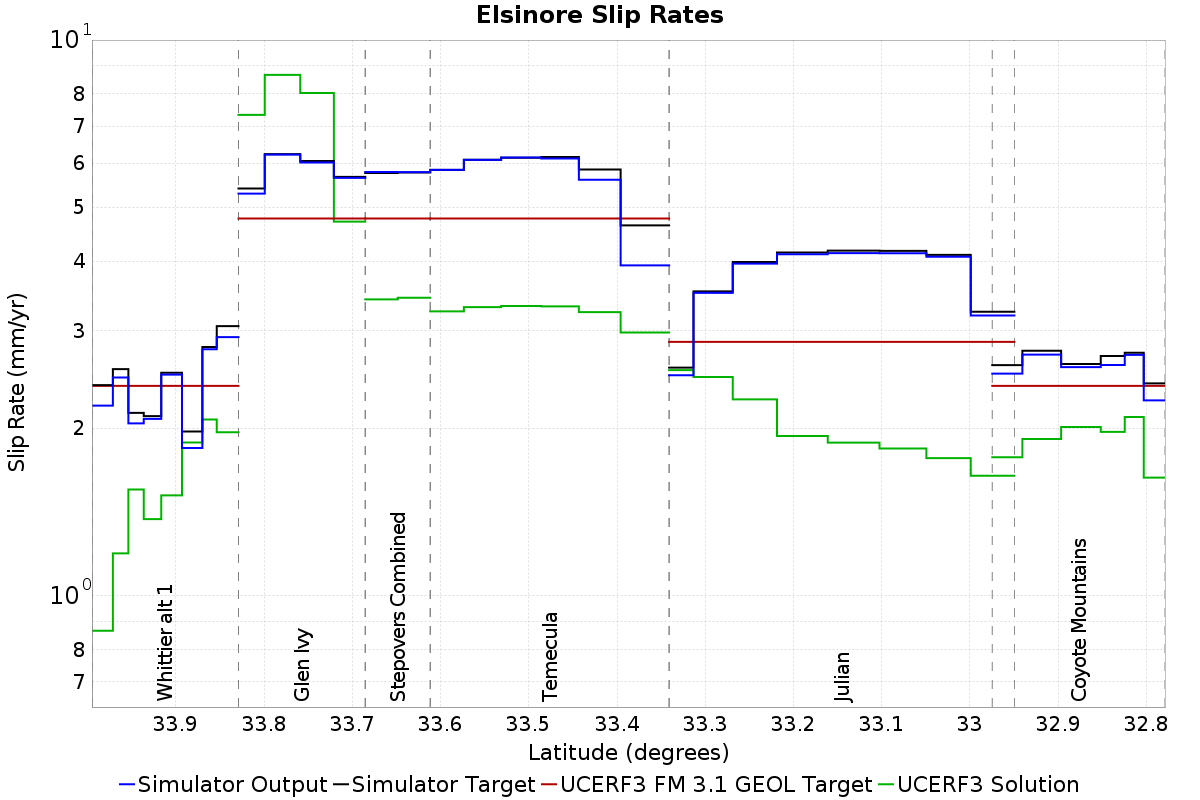 Elsinore Slip Rates
10^1
8
7
6
5
4
3
2
10^0
8
7
Slip Rate (mm/yr)
Whittier alt 1
Glen Ivy
Stepovers Combined
Temecula
Julian
Coyote Mountains
33.9 33.8 33.7 33.6 33.5 33.4 33.3 33.2 33.1 33 32.9 32.8
Latitude (degrees)
Simulator Output Simulator Target UCERF3 FM 3.1 GEOL Target UCERF3 Solution